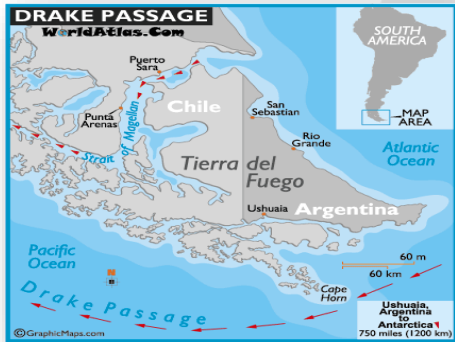 DRAKE PASSAGE
WorldAtlas.Com
SOUTH
AMERICA
MAP
AREA
Puerto
Sara
Chile
San
Sebastian
Punta
Arenas
Strait of Magellan
Rio
Grande
Atlantic
Ocean
Tierra del
Fuego
Ushuaia
Argentina
Pacific
Ocean
60 m
60 km
Cape
Horn
Drake Passage
Ushuaia,
Argentina
to
Antarctica
750 miles (1200 km)
©GraphicMaps.com